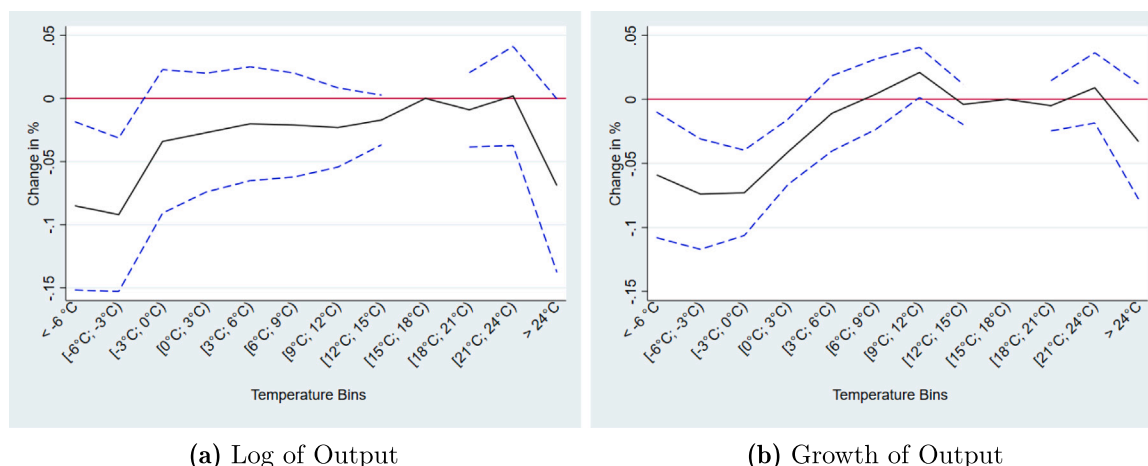 Change in %
.05
0
-.05
-.1
-.15
< -6 °C
[-6°C; -3°C)
[-3°C; 0°C)
[0°C; 3°C)
[3°C; 6°C)
[6°C; 9°C)
[9°C; 12°C)
[12°C; 15°C)
[15°C; 18°C)
[18°C; 21°C)
[21°C; 24°C)
> 24°C
Temperature Bins
(a) Log of Output
Change in %
.05
0
-.05
-.1
-.15
< -6°C
[-6°C; -3°C)
[-3°C; 0°C)
[0°C; 3°C)
[3°C; 6°C)
[6°C; 9°C)
[9°C; 12°C)
[12°C; 15°C)
[15°C; 18°C)
[18°C; 21°C)
[21°C; 24°C)
> 24°C
Temperature Bins
(b) Growth of Output